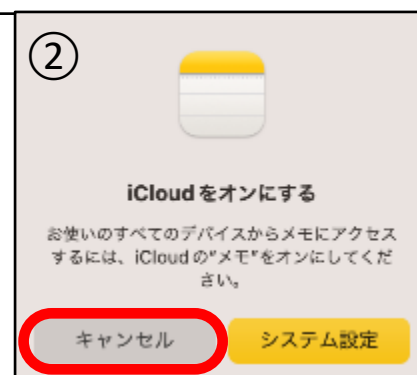 ②
iCloudをオンにする
お使いのすべてのデバイスからメモにアクセス
するには、iCloudの"メモ"をオンにしてくだ
さい。
キャンセル システム設定